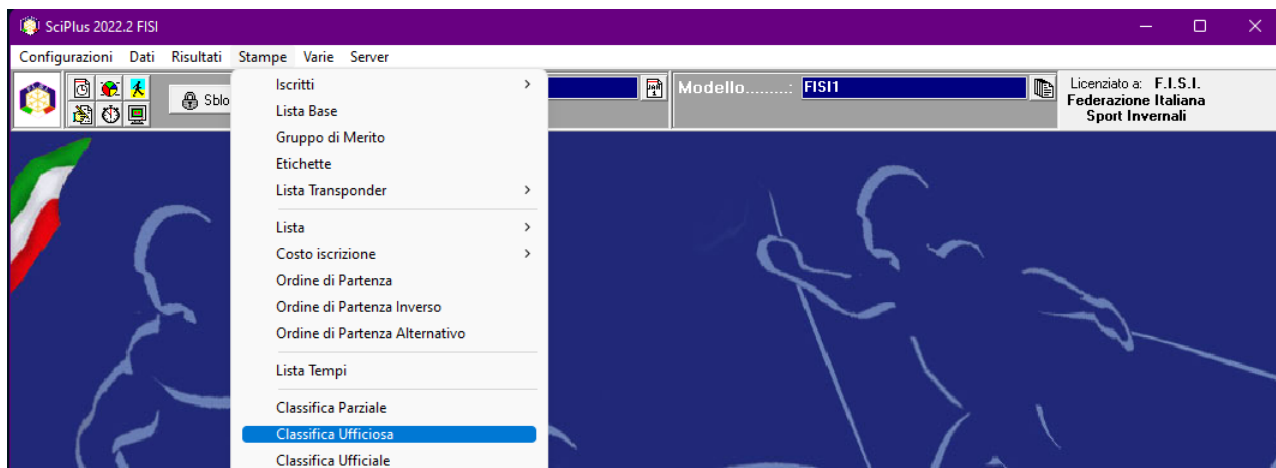 SciPlus 2022.2 FISI
Configurazioni Dati Risultati Stampe Varie Server
Sblo
Modello.........: FISI1
Licenziato a: F.I.S.I.
Federazione Italiana
Sport Invernali
Iscritti
Lista Base
Gruppo di Merito
Etichette
Lista Transponder
Lista
Costo iscrizione
Ordine di Partenza
Ordine di Partenza Inverso
Ordine di Partenza Alternativo
Lista Tempi
Classifica Parziale
Classifica Ufficiosa
Classifica Ufficiale